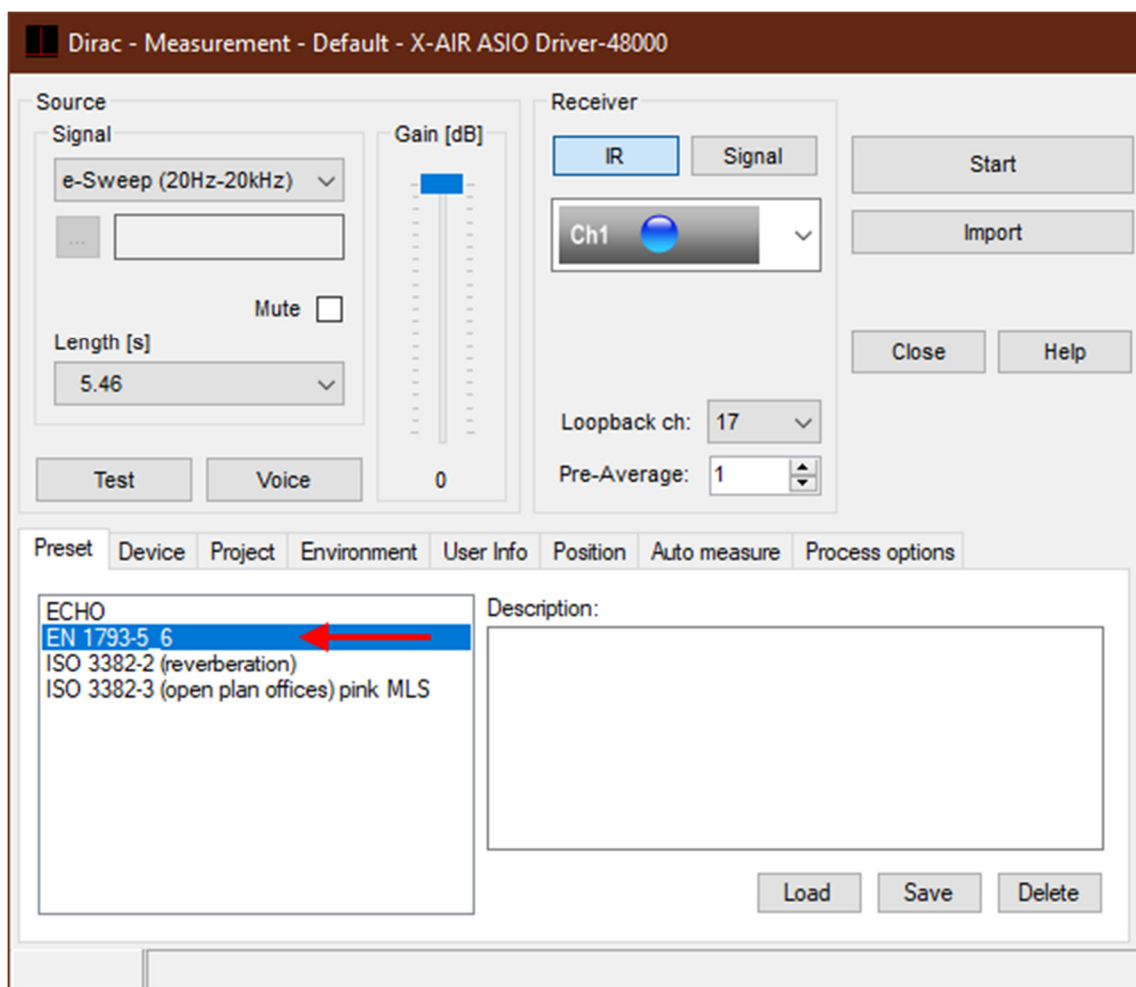 Dirac - Measurement - Default - X-AIR ASIO Driver-48000
Source
Signal
e-Sweep (20Hz-20kHz)
...
Mute
Length [s]
5.46
Test
Voice
Gain [dB]
0
Receiver
IR
Signal
Ch1
Loopback ch:
17
Pre-Average:
1
Start
Import
Close
Help
Preset
Device
Project
Environment
User Info
Position
Auto measure
Process options
ECHO
EN 1793-5_6
ISO 3382-2 (reverberation)
ISO 3382-3 (open plan offices) pink MLS
Description:
Load
Save
Delete